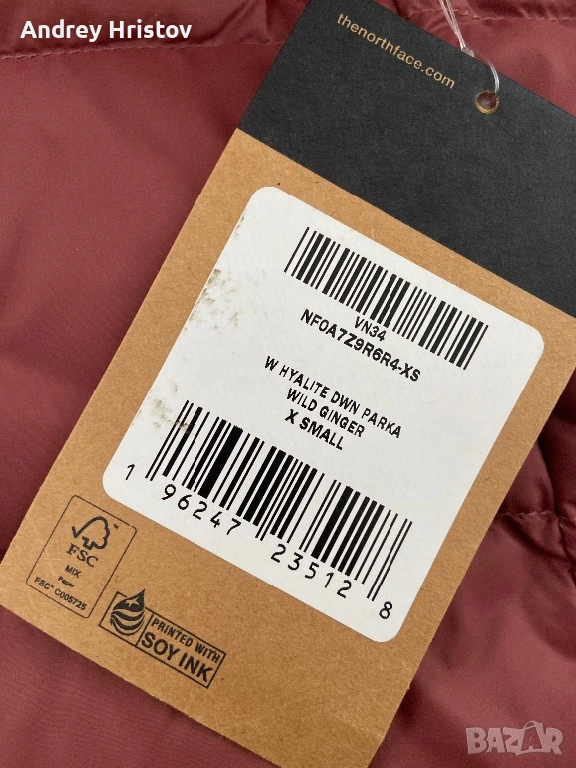 Andrey Hristov
thenorthface.com
VN34
NF0A7Z9R6R4-XS
W HYALITE DWN PARKA
WILD GINGER
X SMALL
1 96247 23512 8
FSC
MIX
Paper
FSC™ C005725
PRINTED WITH
SOY INK
BAZAR